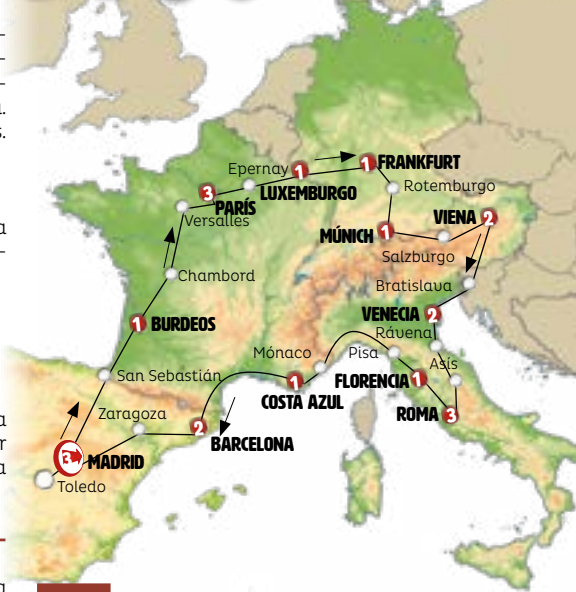 Epernay
1
1
FRANKFURT
3
LUXEMBURGO
Rotemburgo
PARÍS
Versalles
VIENA
2
MÚNICH
1
Salzburgo
Chambord
Bratislava
VENECIA
2
1
BURDEOS
Rávena
Mónaco
Pisa
Asís
San Sebastián
1
FLORENCIA
1
COSTA AZUL
Zaragoza
ROMA
3
2
BARCELONA
3
MADRID
Toledo